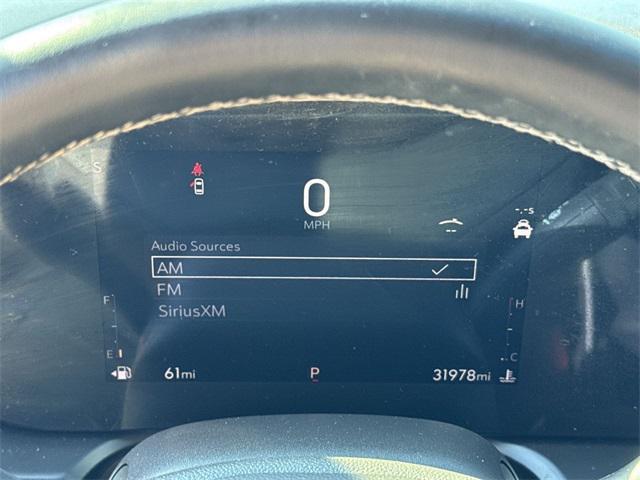 S
0
MPH
-.-s
--
Audio Sources
AM
FM
SiriusXM
F
H
E
C
61mi
P
31978mi